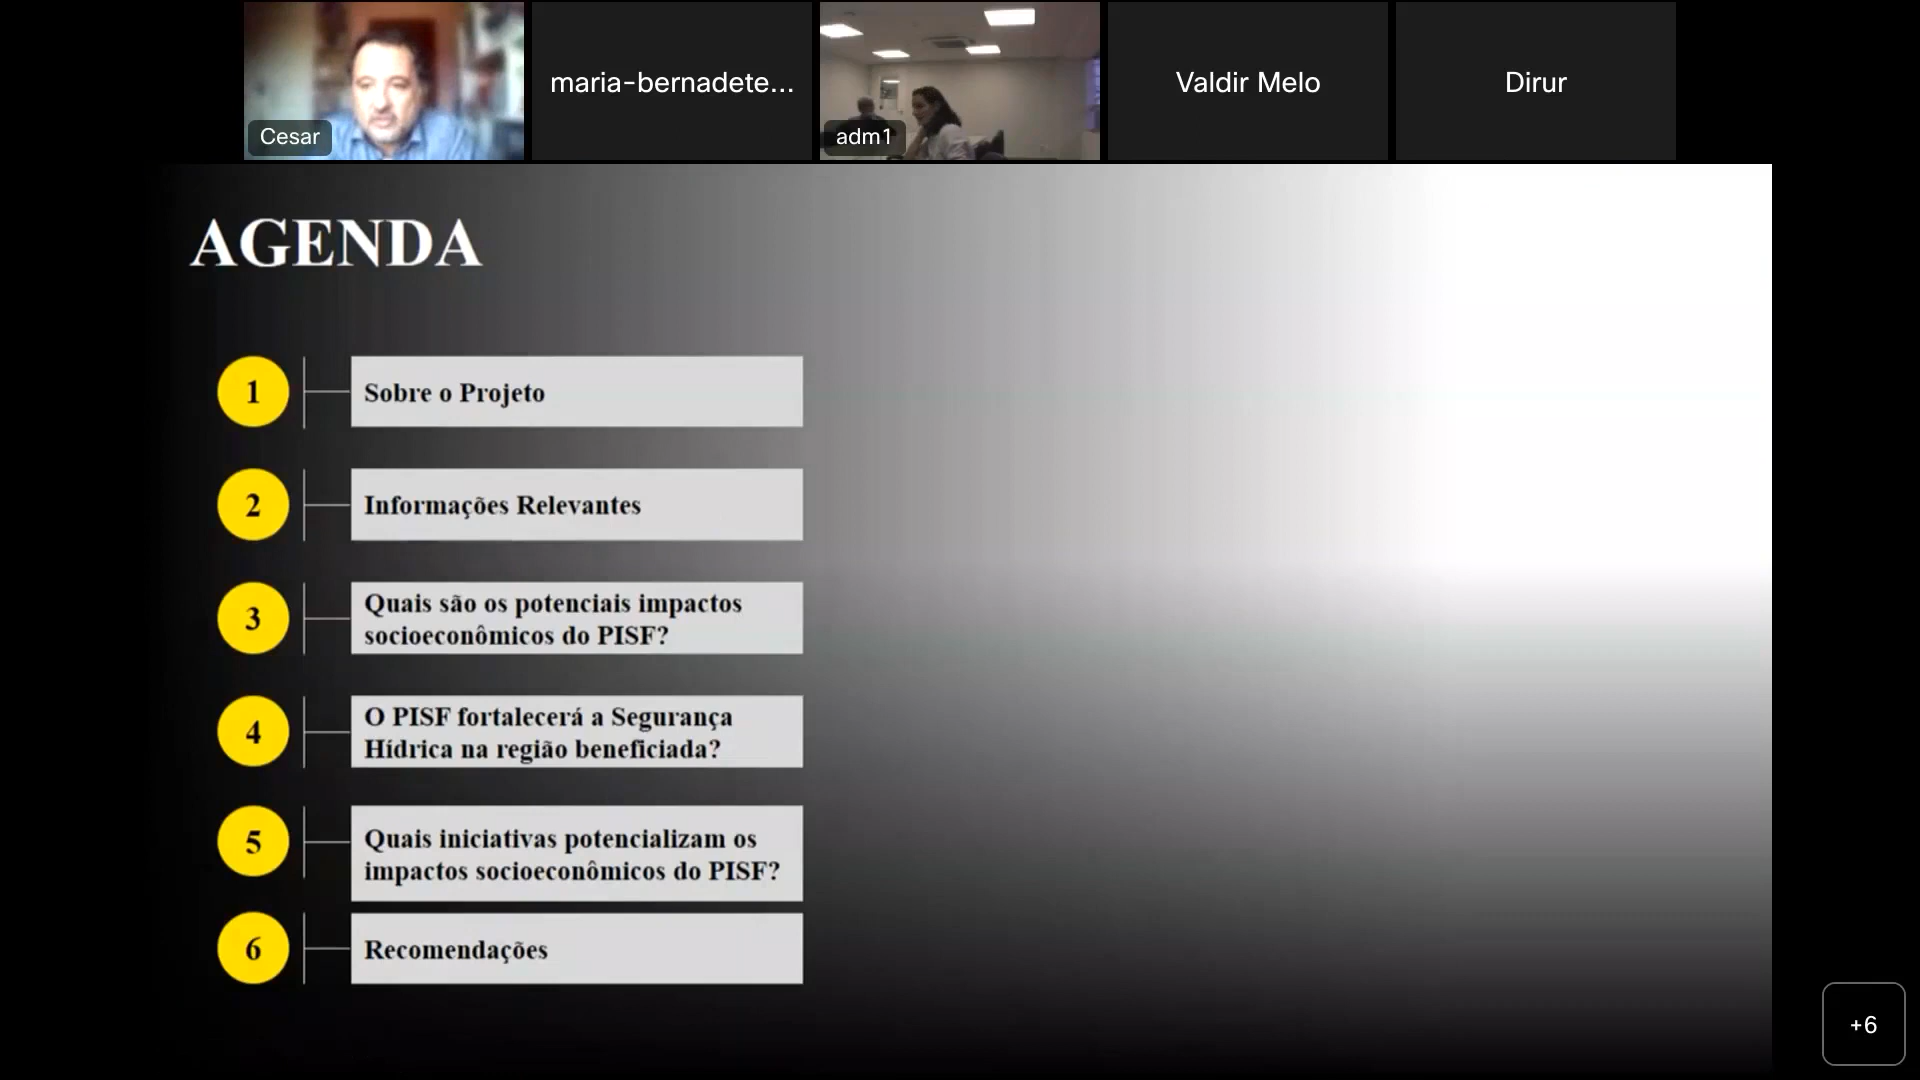 Cesar
maria-bernadete...
adm1
Valdir Melo
Dirur
AGENDA
1
Sobre o Projeto
2
Informações Relevantes
3
Quais são os potenciais impactos
socioeconômicos do PISF?
4
O PISF fortalecerá a Segurança
Hídrica na região beneficiada?
5
Quais iniciativas potencializam os
impactos socioeconômicos do PISF?
6
Recomendações
+6